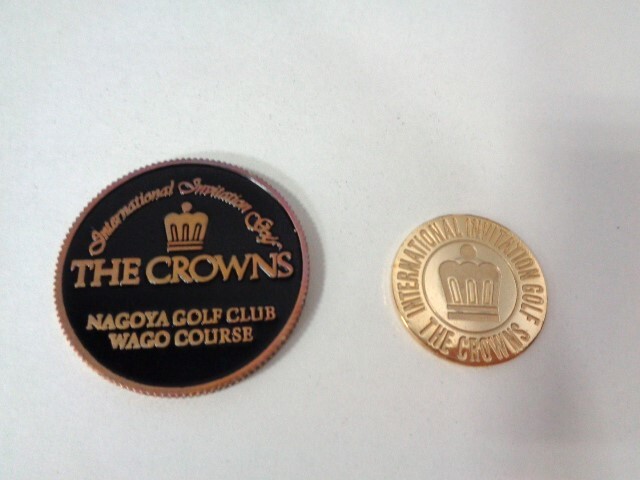 International Invitation Golf
THE CROWNS
NAGOYA GOLF CLUB
WAGO COURSE
INTERNATIONAL INVITATION GOLF
THE CROWNS